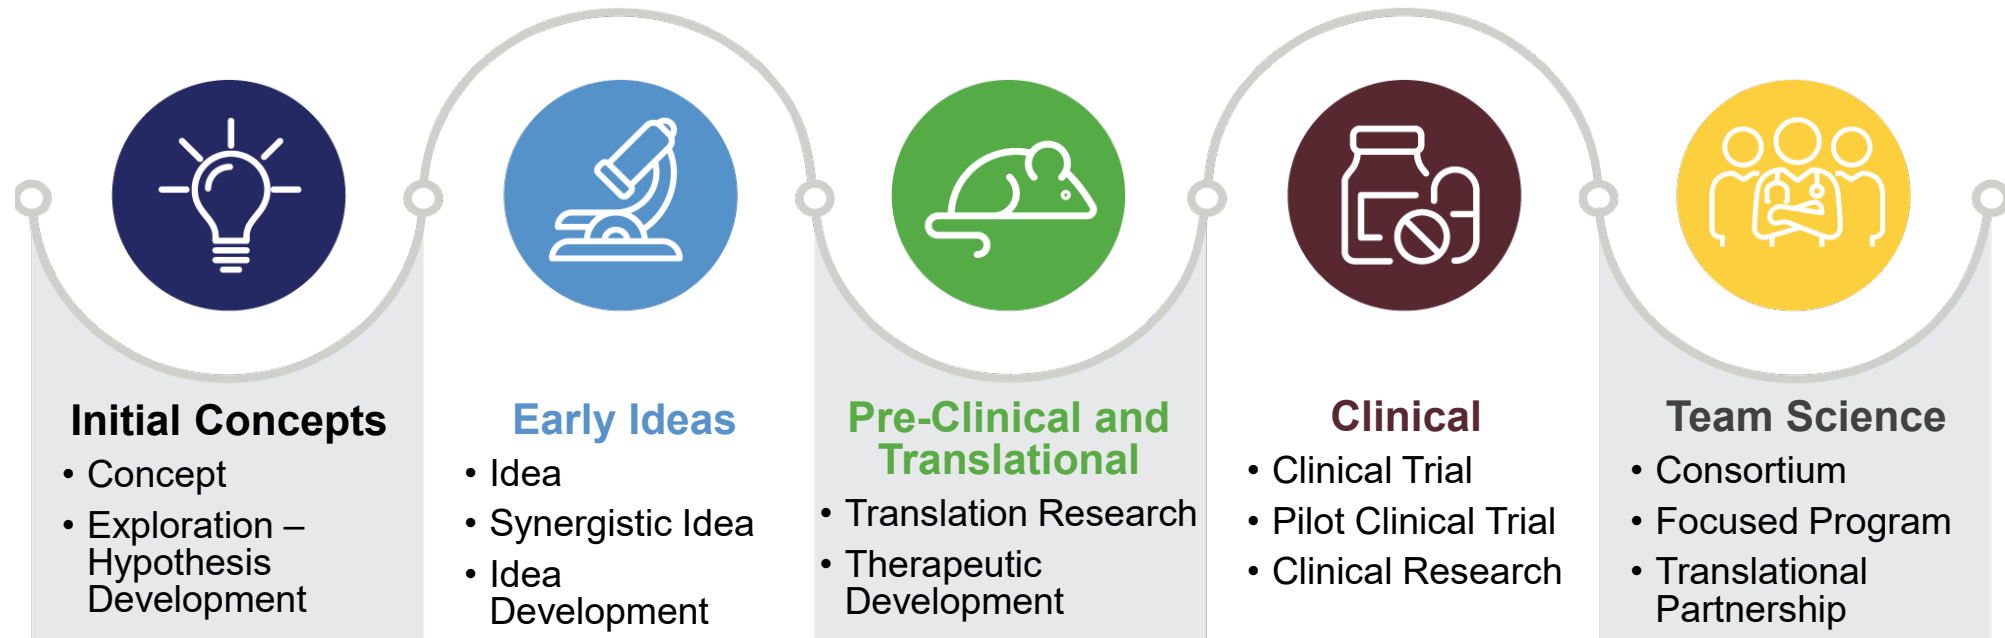 Initial Concepts
• Concept
• Exploration –
Hypothesis
Development
Early Ideas
• Idea
• Synergistic Idea
• Idea
Development
Pre-Clinical and
Translational
• Translation Research
• Therapeutic
Development
Clinical
• Clinical Trial
• Pilot Clinical Trial
• Clinical Research
Team Science
• Consortium
• Focused Program
• Translational
Partnership